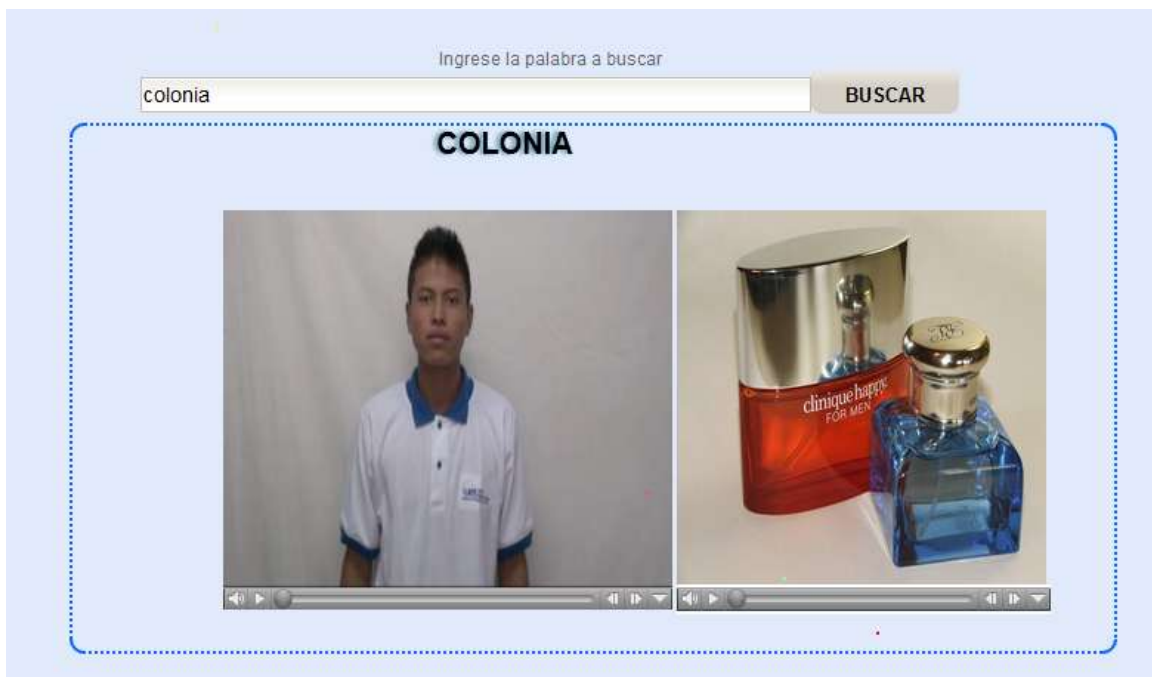 Ingrese la palabra a buscar
colonia
BUSCAR
COLONIA
clinique happy.
FOR MEN